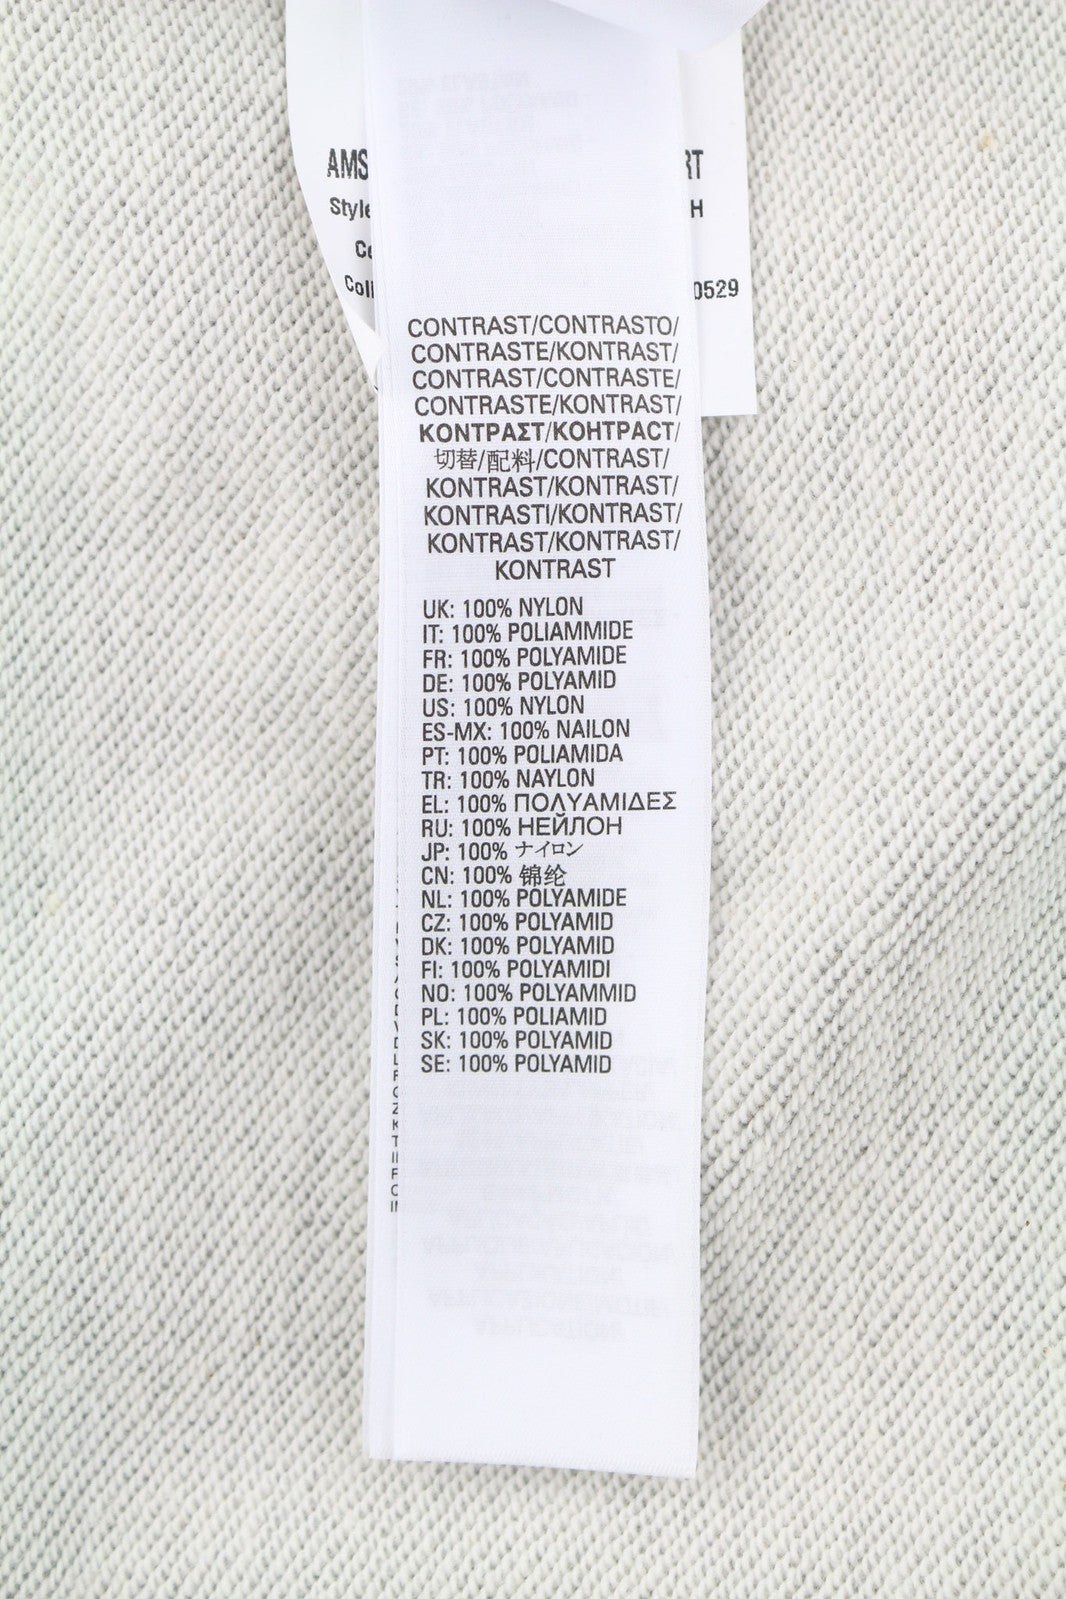 RT
H
0529
CONTRAST/CONTRASTO/
CONTRASTE/KONTRAST/
CONTRAST/CONTRASTE/
CONTRASTE/KONTRAST/
ΚΟΝΤΡΑΣΤ/КОНТРАСТ/
切替/配料/CONTRAST/
KONTRAST/KONTRAST/
KONTRASTI/KONTRAST/
KONTRAST/KONTRAST/
KONTRAST
UK: 100% NYLON
IT: 100% POLIAMMIDE
FR: 100% POLYAMIDE
DE: 100% POLYAMID
US: 100% NYLON
ES-MX: 100% NAILON
PT: 100% POLIAMIDA
TR: 100% NAYLON
EL: 100% ΠΟΛΥΑΜΙΔΕΣ
RU: 100% НЕЙЛОН
JP: 100% ナイロン
CN: 100% 锦纶
NL: 100% POLYAMIDE
CZ: 100% POLYAMID
DK: 100% POLYAMID
FI: 100% POLYAMIDI
NO: 100% POLYAMMID
PL: 100% POLIAMID
SK: 100% POLYAMID
SE: 100% POLYAMID